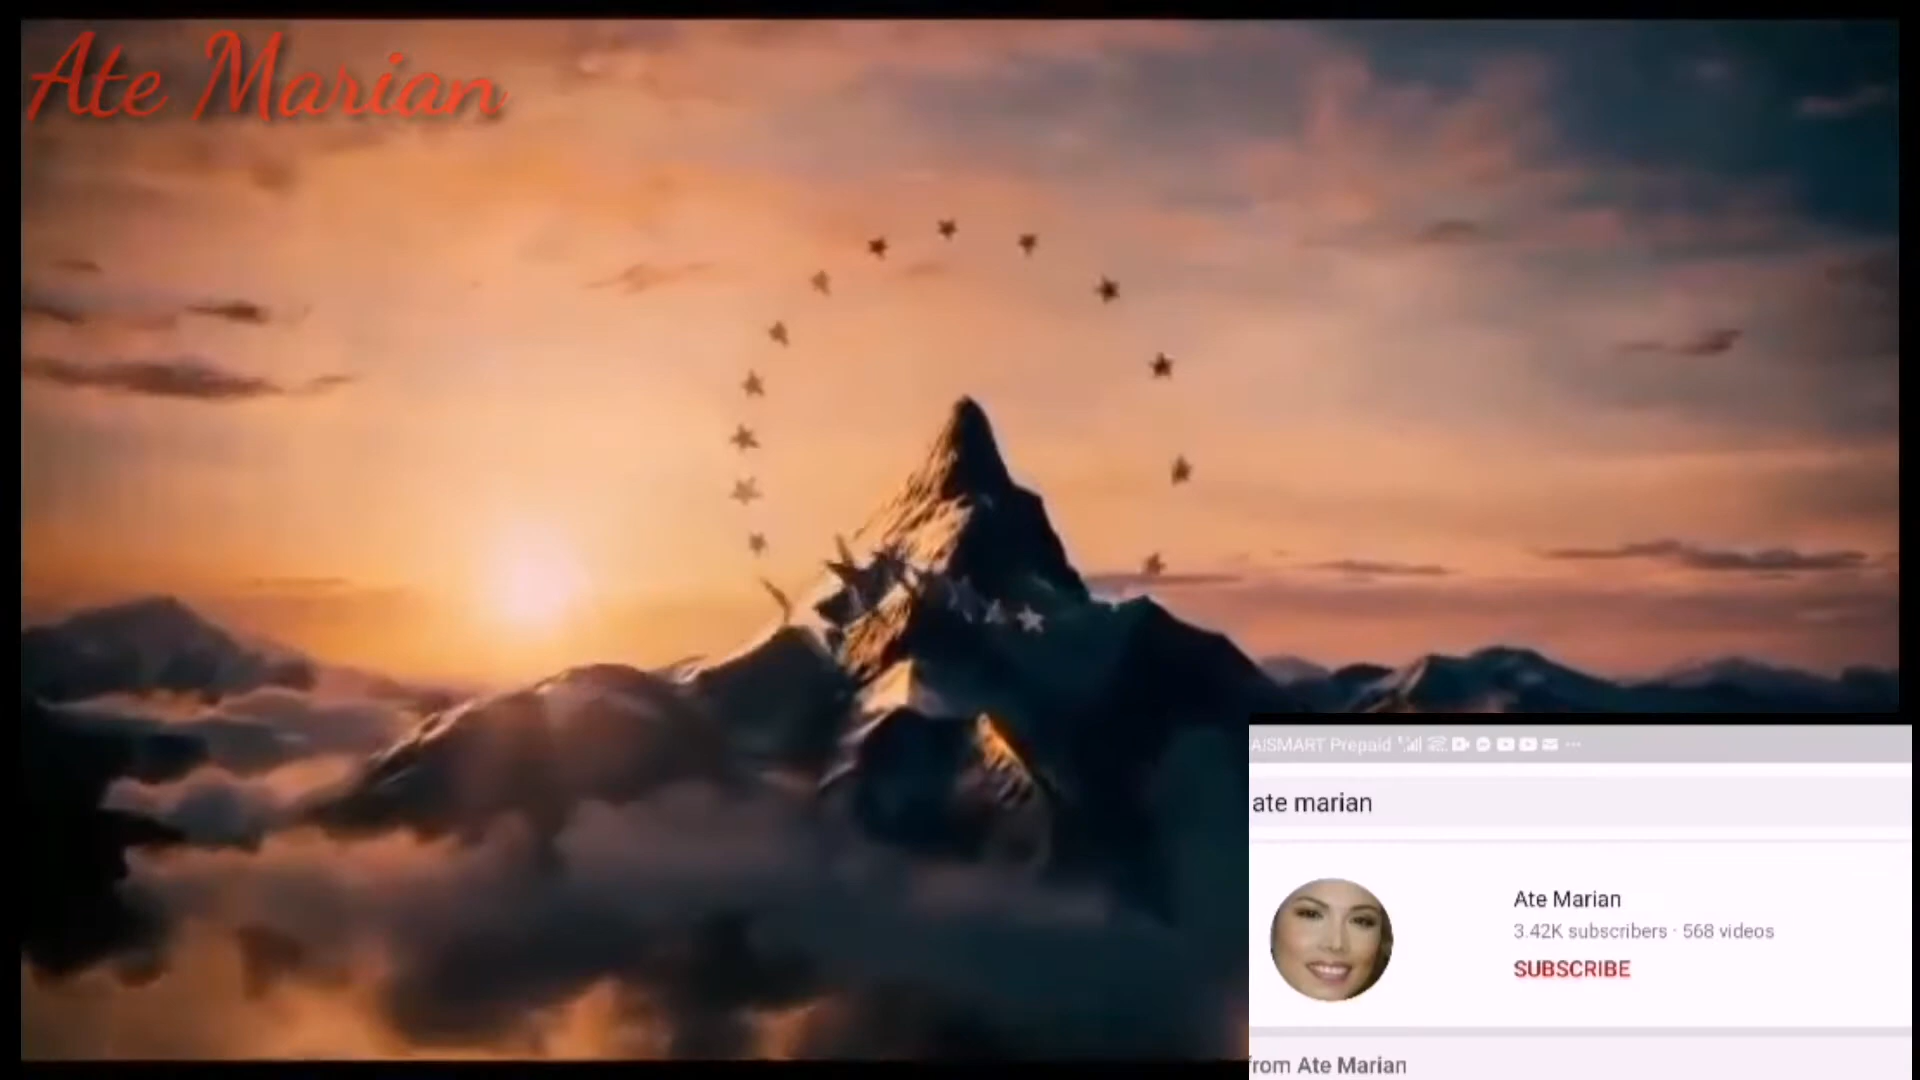 Ate Marian
AISMART Prepaid
ate marian
Ate Marian
3.42K subscribers · 568 videos
SUBSCRIBE
from Ate Marian